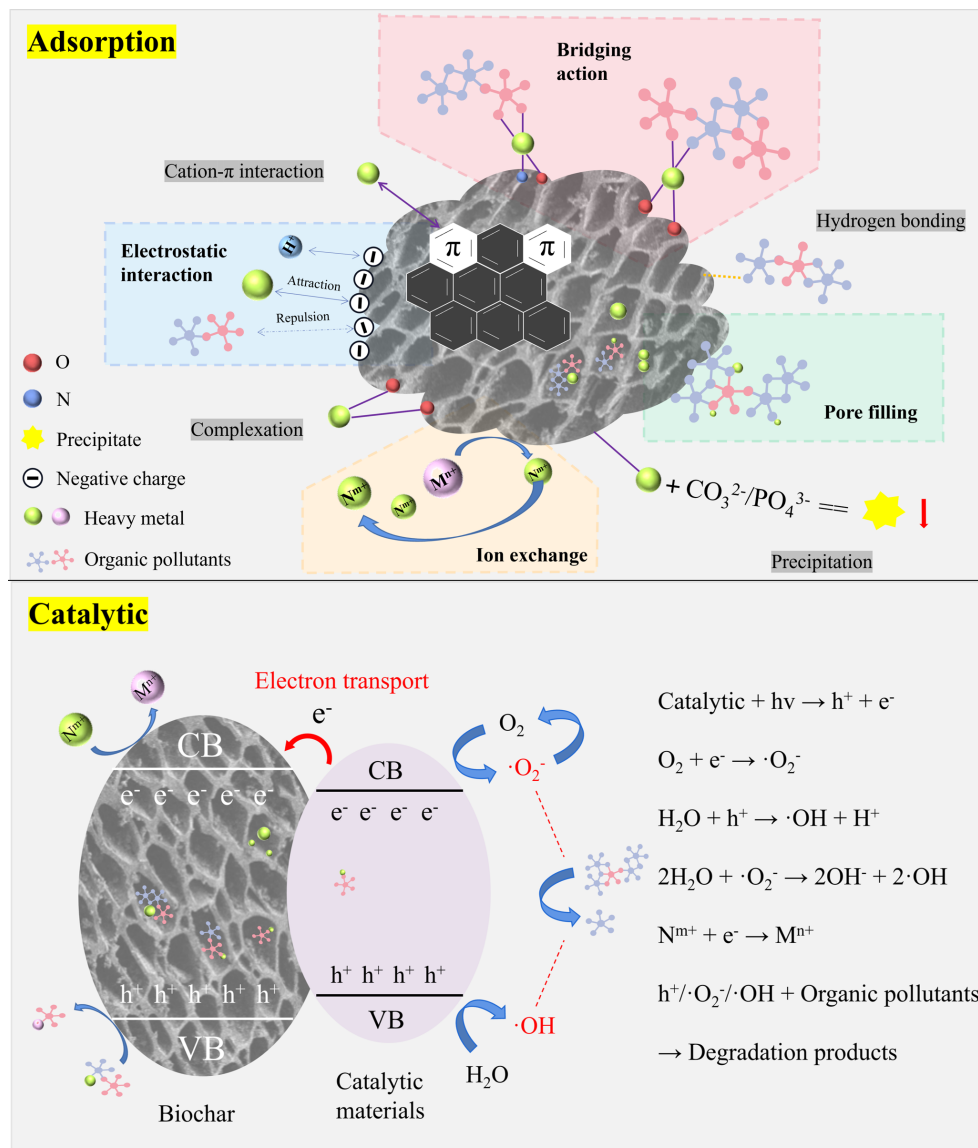 Adsorption
Bridging
action
Cation-π interaction
Hydrogen bonding
Electrostatic
interaction
H⁺
Attraction
Repulsion
π
π
O
N
Precipitate
Negative charge
Heavy metal
Organic pollutants
Complexation
Pore filling
Nᵐ⁺
Nᵐ⁺
Mⁿ⁺
Nᵐ⁺
Ion exchange
+ CO₃²⁻/PO₄³⁻ ==
Precipitation
Catalytic
Nᵐ⁺
Mⁿ⁺
Electron transport
e⁻
CB
e⁻ e⁻ e⁻ e⁻ e⁻
h⁺ h⁺ h⁺ h⁺ h⁺
VB
Biochar
CB
e⁻ e⁻ e⁻ e⁻
h⁺ h⁺ h⁺ h⁺
VB
Catalytic
materials
O₂
·O₂⁻
·OH
H₂O
Catalytic + hv → h⁺ + e⁻
O₂ + e⁻ → ·O₂⁻
H₂O + h⁺ → ·OH + H⁺
2H₂O + ·O₂⁻ → 2OH⁻ + 2·OH
Nᵐ⁺ + e⁻ → Mⁿ⁺
h⁺/·O₂⁻/·OH + Organic pollutants
→ Degradation products